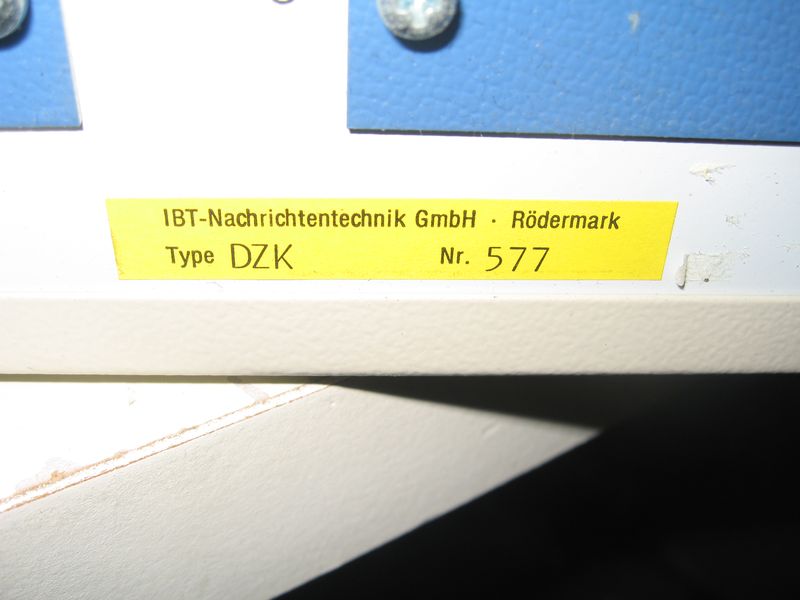 IBT-Nachrichtentechnik GmbH · Rödermark
Type DZK Nr. 577